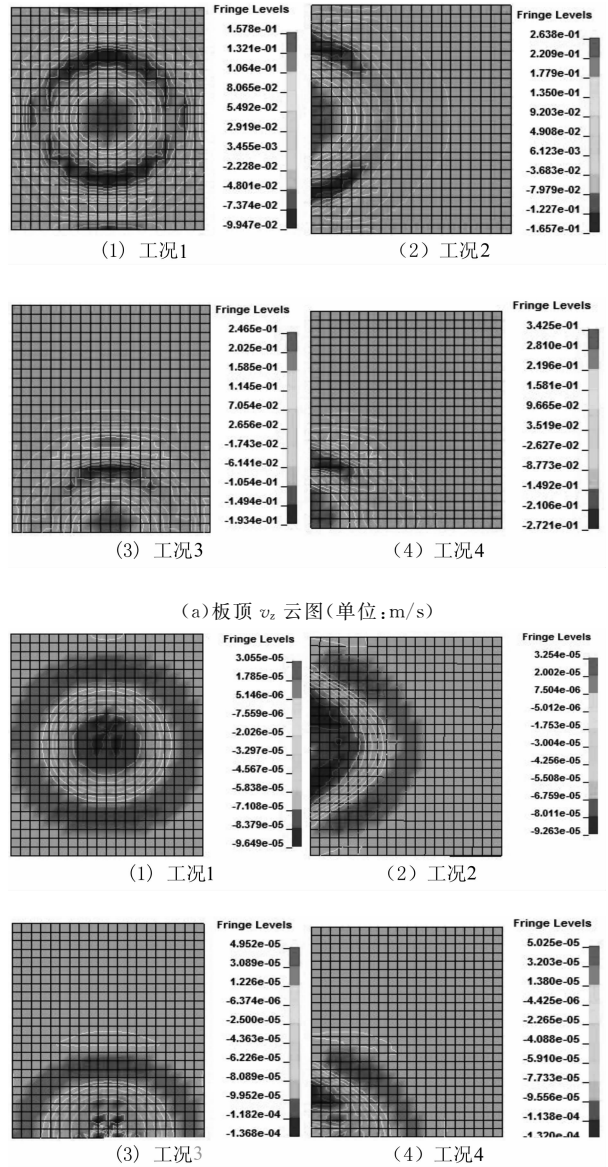 Fringe Levels
1.578e-01
1.321e-01
1.064e-01
8.065e-02
5.492e-02
2.919e-02
3.455e-03
-2.228e-02
-4.801e-02
-7.374e-02
-9.947e-02
(1) 工况1
Fringe Levels
2.638e-01
2.209e-01
1.779e-01
1.350e-01
9.203e-02
4.908e-02
6.123e-03
-3.683e-02
-7.979e-02
-1.227e-01
-1.657e-01
(2) 工况2
Fringe Levels
2.465e-01
2.025e-01
1.585e-01
1.145e-01
7.054e-02
2.656e-02
-1.743e-02
-6.141e-02
-1.054e-01
-1.494e-01
-1.934e-01
(3) 工况3
Fringe Levels
3.425e-01
2.810e-01
2.196e-01
1.581e-01
9.665e-02
3.519e-02
-2.627e-02
-8.773e-02
-1.492e-01
-2.106e-01
-2.721e-01
(4) 工况4
(a)板顶 vz 云图(单位:m/s)
Fringe Levels
3.055e-05
1.785e-05
5.146e-06
-7.559e-06
-2.026e-05
-3.297e-05
-4.567e-05
-5.838e-05
-7.108e-05
-8.379e-05
-9.649e-05
(1) 工况1
Fringe Levels
3.254e-05
2.002e-05
7.504e-06
-5.012e-06
-1.753e-05
-3.004e-05
-4.256e-05
-5.508e-05
-6.759e-05
-8.011e-05
-9.263e-05
(2) 工况2
Fringe Levels
4.952e-05
3.089e-05
1.226e-05
-6.374e-06
-2.500e-05
-4.363e-05
-6.226e-05
-8.089e-05
-9.952e-05
-1.182e-04
-1.368e-04
(3) 工况3
Fringe Levels
5.025e-05
3.203e-05
1.380e-05
-4.425e-06
-2.265e-05
-4.088e-05
-5.910e-05
-7.733e-05
-9.556e-05
-1.138e-04
-1.320e-04
(4) 工况4